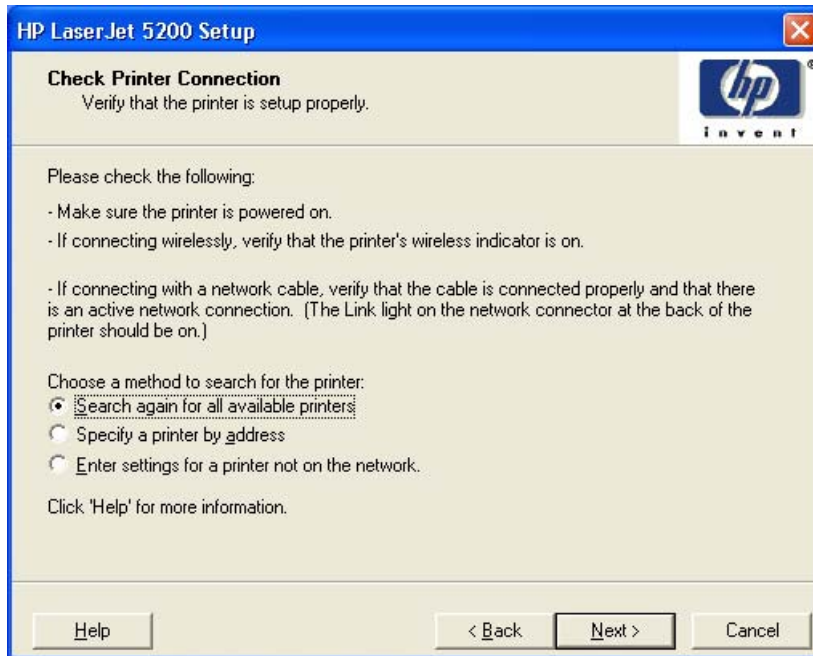 HP LaserJet 5200 Setup
Check Printer Connection
Verify that the printer is setup properly.
hp
®
invent
Please check the following:
- Make sure the printer is powered on.
- If connecting wirelessly, verify that the printer's wireless indicator is on.
- If connecting with a network cable, verify that the cable is connected properly and that there
is an active network connection.  (The Link light on the network connector at the back of the
printer should be on.)
Choose a method to search for the printer:
Search again for all available printers
Specify a printer by address
Enter settings for a printer not on the network.
Click 'Help' for more information.
Help
< Back
Next >
Cancel